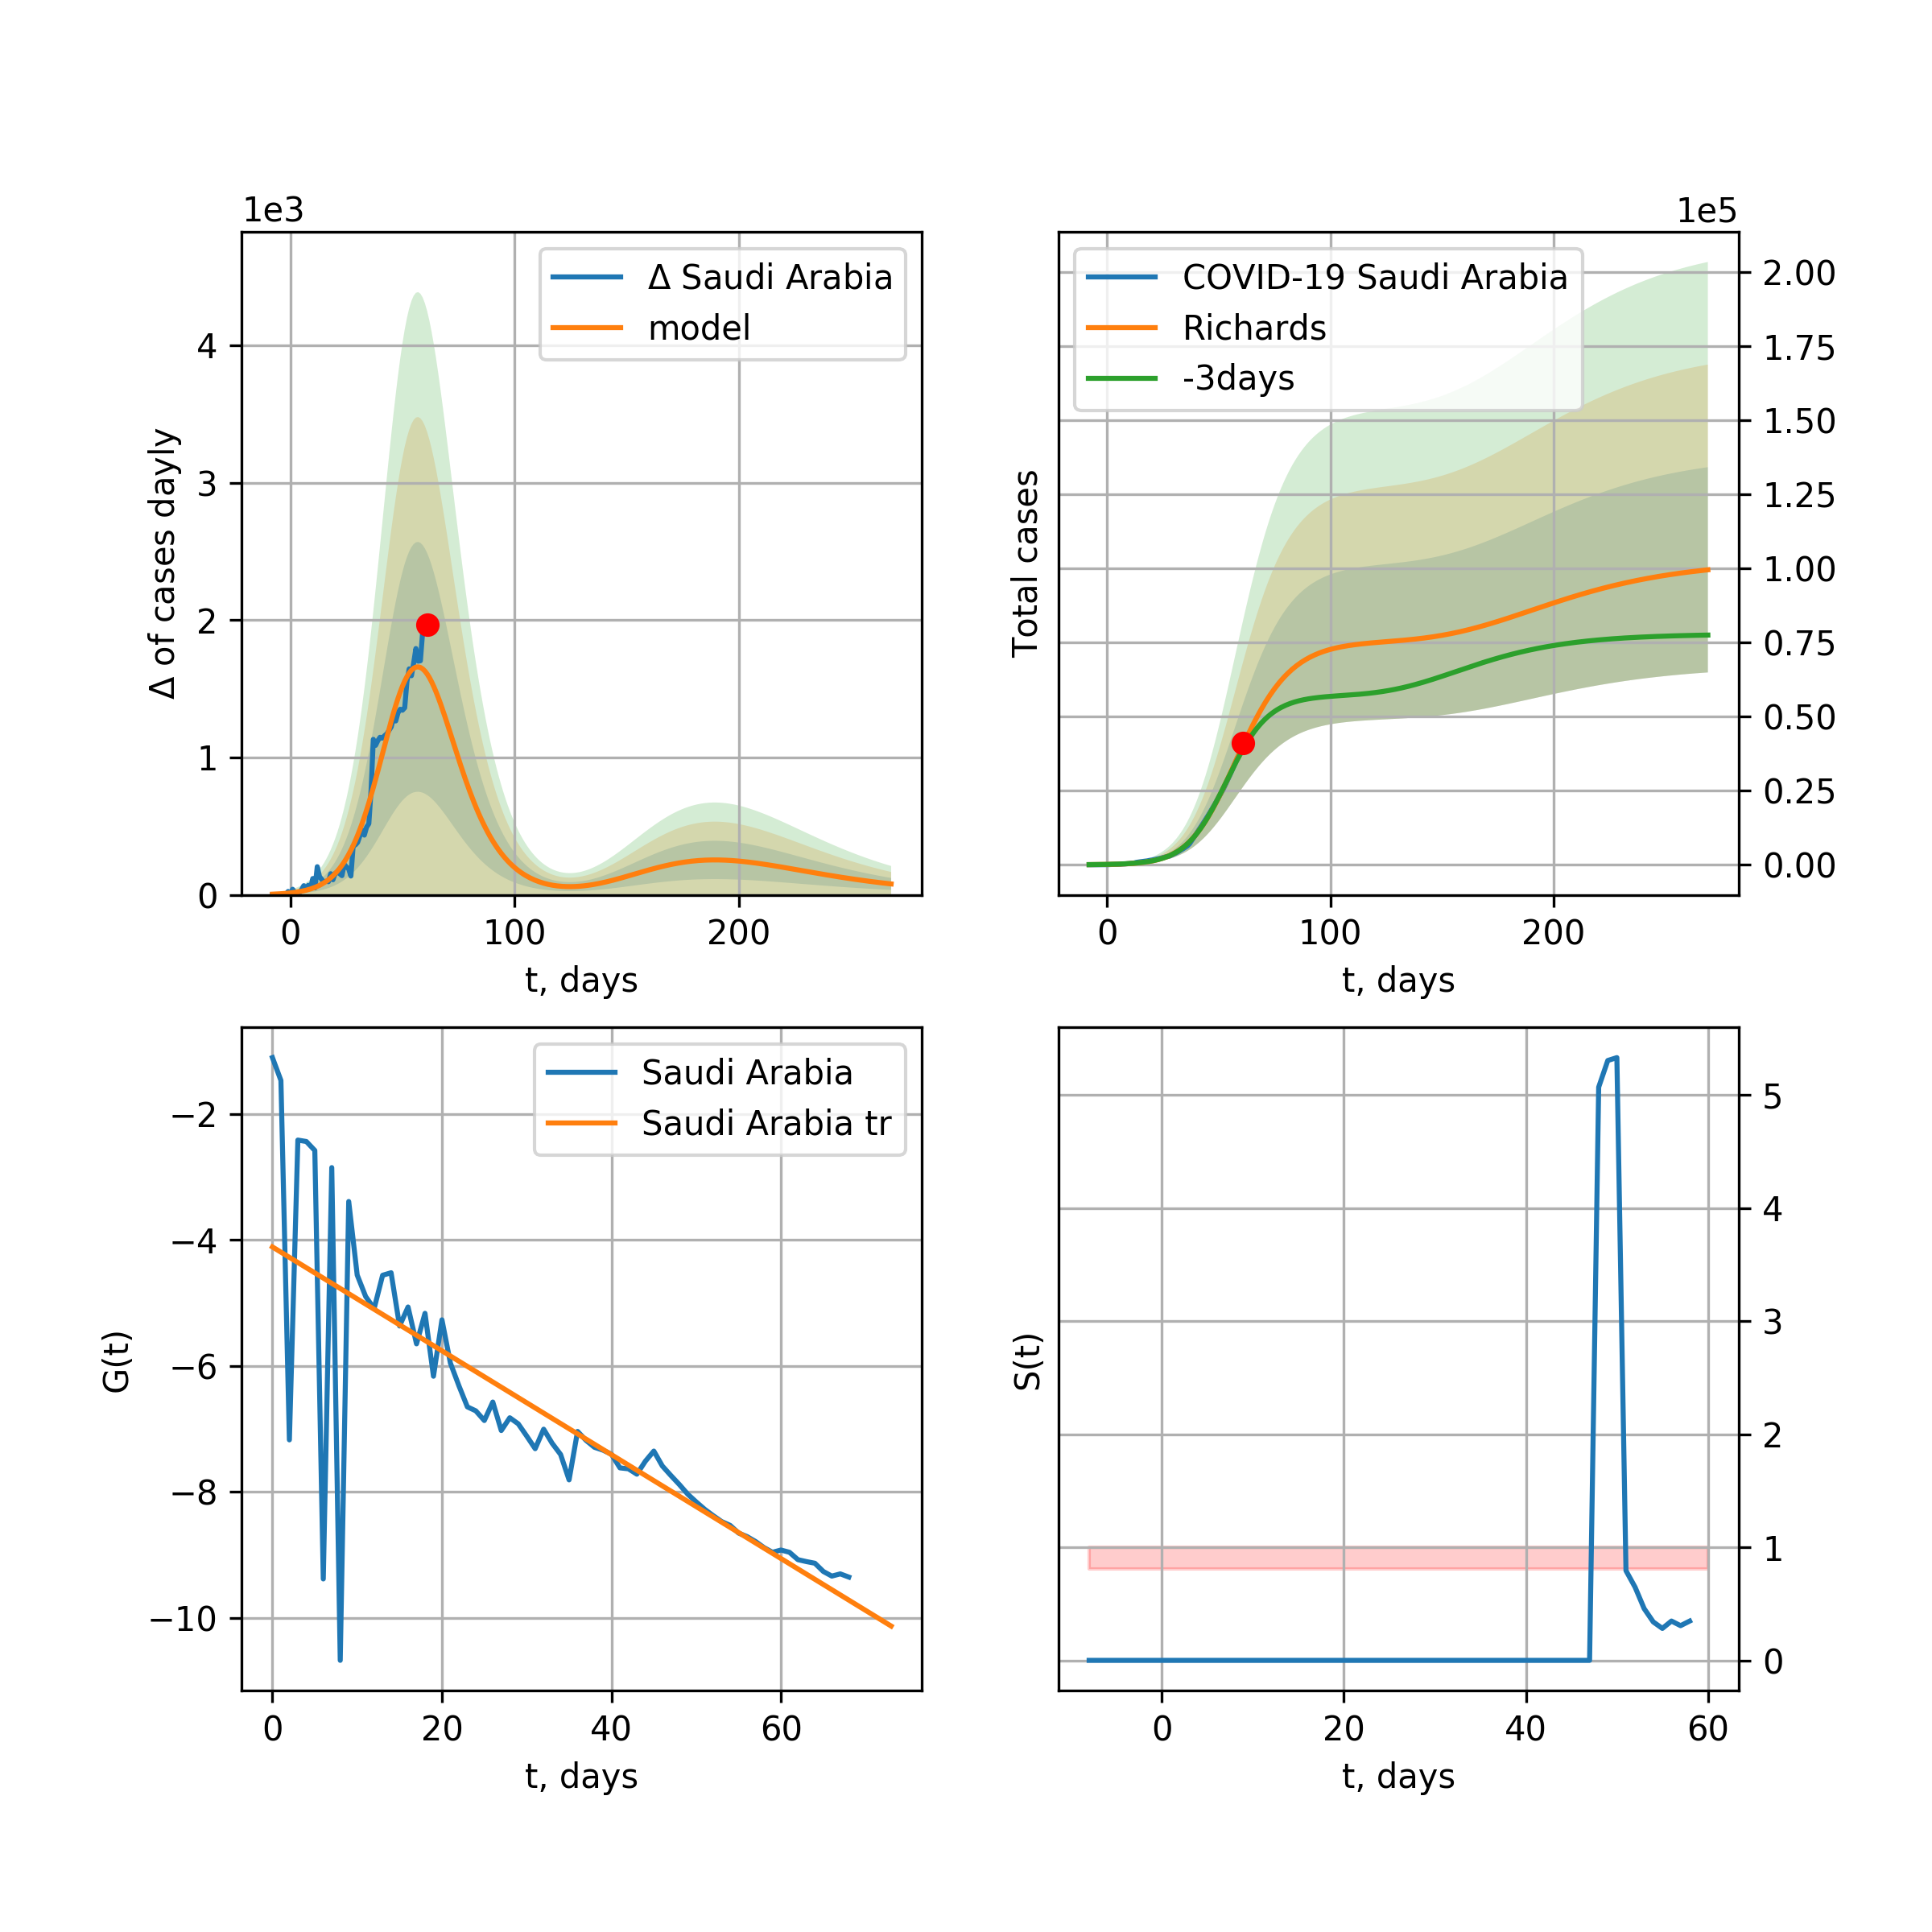 1e3
Δ of cases dayly
4
3
2
1
0
0 100 200
t, days
Δ Saudi Arabia
model
1e5
Total cases
COVID-19 Saudi Arabia
Richards
-3days
2.00
1.75
1.50
1.25
1.00
0.75
0.50
0.25
0.00
0 100 200
t, days
G(t)
−2
−4
−6
−8
−10
0 20 40 60
t, days
Saudi Arabia
Saudi Arabia tr
S(t)
5
4
3
2
1
0
0 20 40 60
t, days